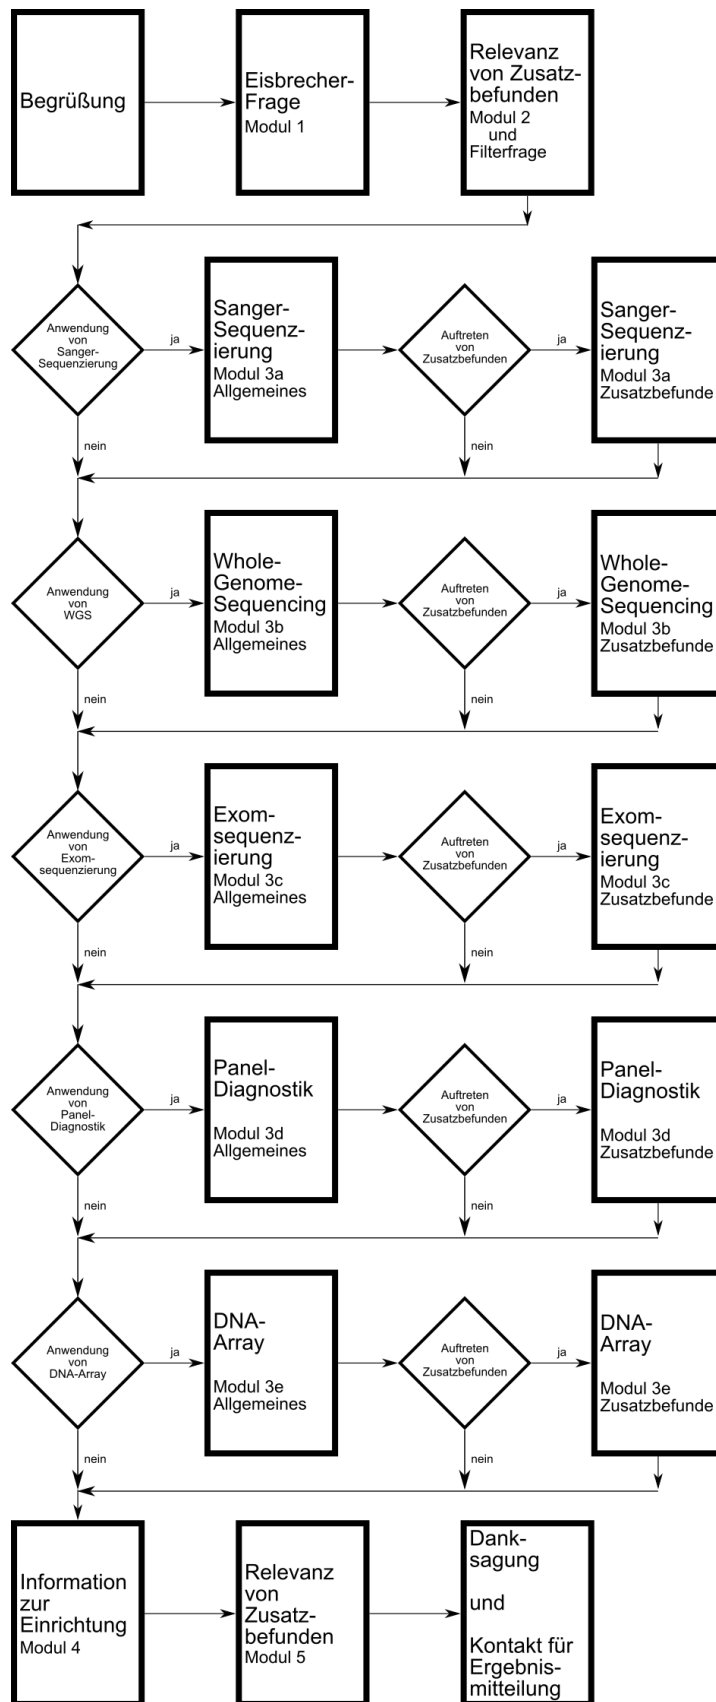 Begrüßung
Eisbrecher-
Frage
Modul 1
Relevanz
von Zusatz-
befunden
Modul 2
und
Filterfrage
Anwendung
von
Sanger-
Sequenzierung
ja
nein
Sanger-
Sequenz-
ierung
Modul 3a
Allgemeines
Auftreten
von
Zusatzbefunden
ja
nein
Sanger-
Sequenz-
ierung
Modul 3a
Zusatzbefunde
Anwendung
von
WGS
ja
nein
Whole-
Genome-
Sequencing
Modul 3b
Allgemeines
Auftreten
von
Zusatzbefunden
ja
nein
Whole-
Genome-
Sequencing
Modul 3b
Zusatzbefunde
Anwendung
von
Exom-
sequenzierung
ja
nein
Exom-
sequenz-
ierung
Modul 3c
Allgemeines
Auftreten
von
Zusatzbefunden
ja
nein
Exom-
sequenz-
ierung
Modul 3c
Zusatzbefunde
Anwendung
von
Panel-
Diagnostik
ja
nein
Panel-
Diagnostik
Modul 3d
Allgemeines
Auftreten
von
Zusatzbefunden
ja
nein
Panel-
Diagnostik
Modul 3d
Zusatzbefunde
Anwendung
von
DNA-Array
ja
nein
DNA-
Array
Modul 3e
Allgemeines
Auftreten
von
Zusatzbefunden
ja
nein
DNA-
Array
Modul 3e
Zusatzbefunde
Information
zur
Einrichtung
Modul 4
Relevanz
von
Zusatz-
befunden
Modul 5
Dank-
sagung
und
Kontakt für
Ergebnis-
mitteilung